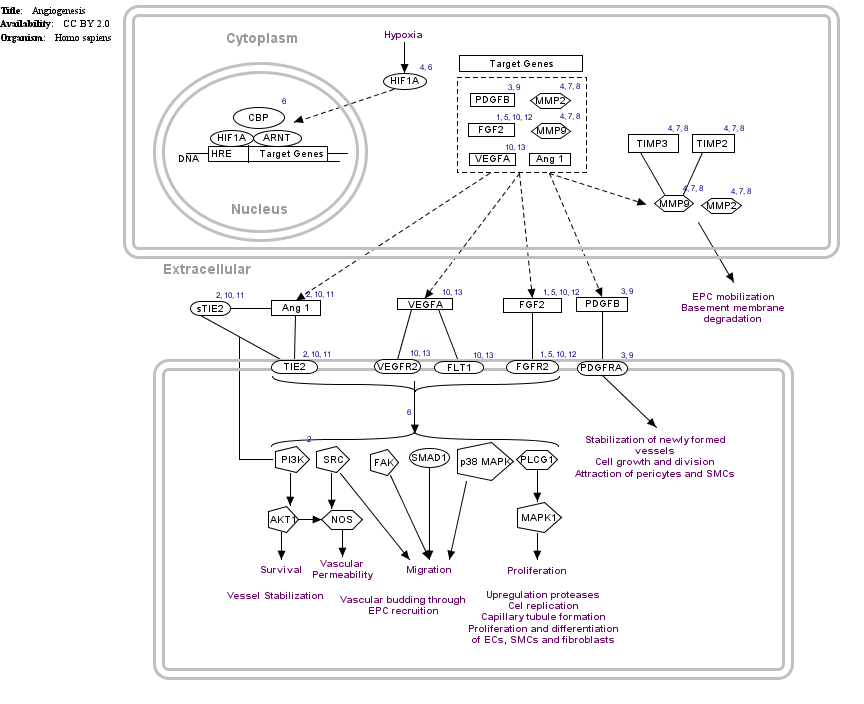 Title: Angiogenesis
Availability: CC BY 2.0
Organism: Homo sapiens
Cytoplasm
Hypoxia
4, 6
HIF1A
Target Genes
3, 9
PDGFB
4, 7, 8
MMP2
1, 5, 10, 12
FGF2
4, 7, 8
MMP9
10, 13
VEGFA
Ang 1
6
CBP
HIF1A
ARNT
DNA
HRE
Target Genes
Nucleus
4, 7, 8
TIMP3
4, 7, 8
TIMP2
4, 7, 8
MMP9
4, 7, 8
MMP2
EPC mobilization
Basement membrane
degradation
Extracellular
sTIE2
2, 10, 11
Ang 1
2, 10, 11
VEGFA
10, 13
FGF2
1, 5, 10, 12
PDGFB
3, 9
TIE2
2, 10, 11
VEGFR2
10, 13
FLT1
10, 13
FGFR2
1, 5, 10, 12
PDGFRA
3, 9
6
Stabilization of newly formed
vessels
Cell growth and division
Attraction of pericytes and SMCs
2
PI3K
SRC
FAK
SMAD1
p38 MAPK
PLCG1
AKT1
NOS
MAPK1
Survival
Vessel Stabilization
Vascular
Permeability
Migration
Vascular budding through
EPC recruition
Proliferation
Upregulation proteases
Cel replication
Capillary tubule formation
Proliferation and differentiation
of ECs, SMCs and fibroblasts